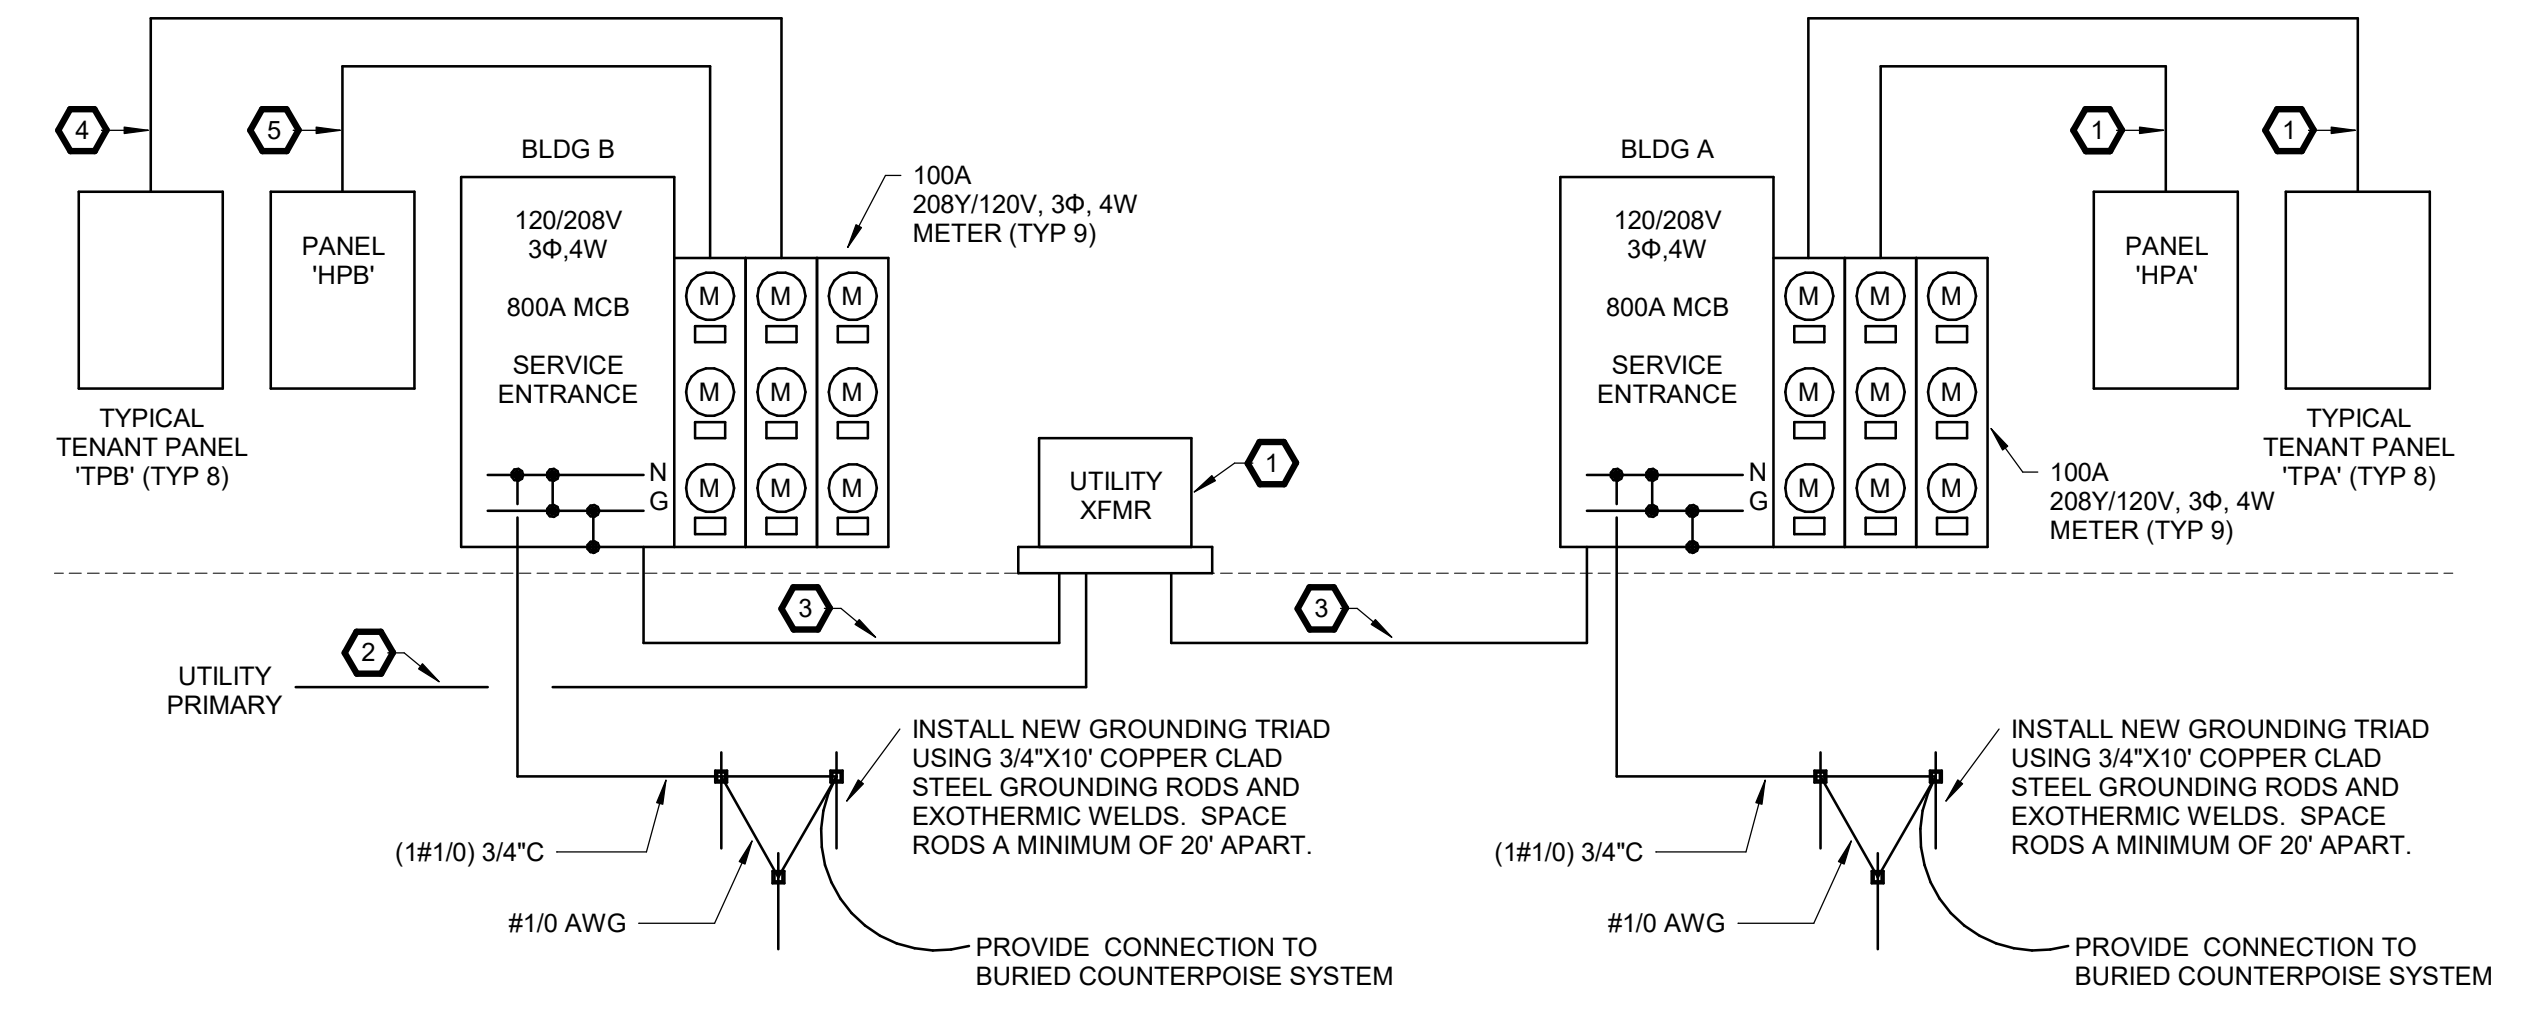 4
5
BLDG B
120/208V
3Φ,4W
800A MCB
SERVICE
ENTRANCE
N
G
PANEL
'HPB'
TYPICAL
TENANT PANEL
'TPB' (TYP 8)
M M M
M M M
M M M
100A
208Y/120V, 3Φ, 4W
METER (TYP 9)
UTILITY
XFMR
1
3
3
2
UTILITY
PRIMARY
(1#1/0) 3/4"C
#1/0 AWG
INSTALL NEW GROUNDING TRIAD
USING 3/4"X10' COPPER CLAD
STEEL GROUNDING RODS AND
EXOTHERMIC WELDS. SPACE
RODS A MINIMUM OF 20' APART.
PROVIDE CONNECTION TO
BURIED COUNTERPOISE SYSTEM
BLDG A
120/208V
3Φ,4W
800A MCB
SERVICE
ENTRANCE
N
G
M M M
M M M
M M M
1
1
PANEL
'HPA'
TYPICAL
TENANT PANEL
'TPA' (TYP 8)
100A
208Y/120V, 3Φ, 4W
METER (TYP 9)
(1#1/0) 3/4"C
#1/0 AWG
INSTALL NEW GROUNDING TRIAD
USING 3/4"X10' COPPER CLAD
STEEL GROUNDING RODS AND
EXOTHERMIC WELDS. SPACE
RODS A MINIMUM OF 20' APART.
PROVIDE CONNECTION TO
BURIED COUNTERPOISE SYSTEM